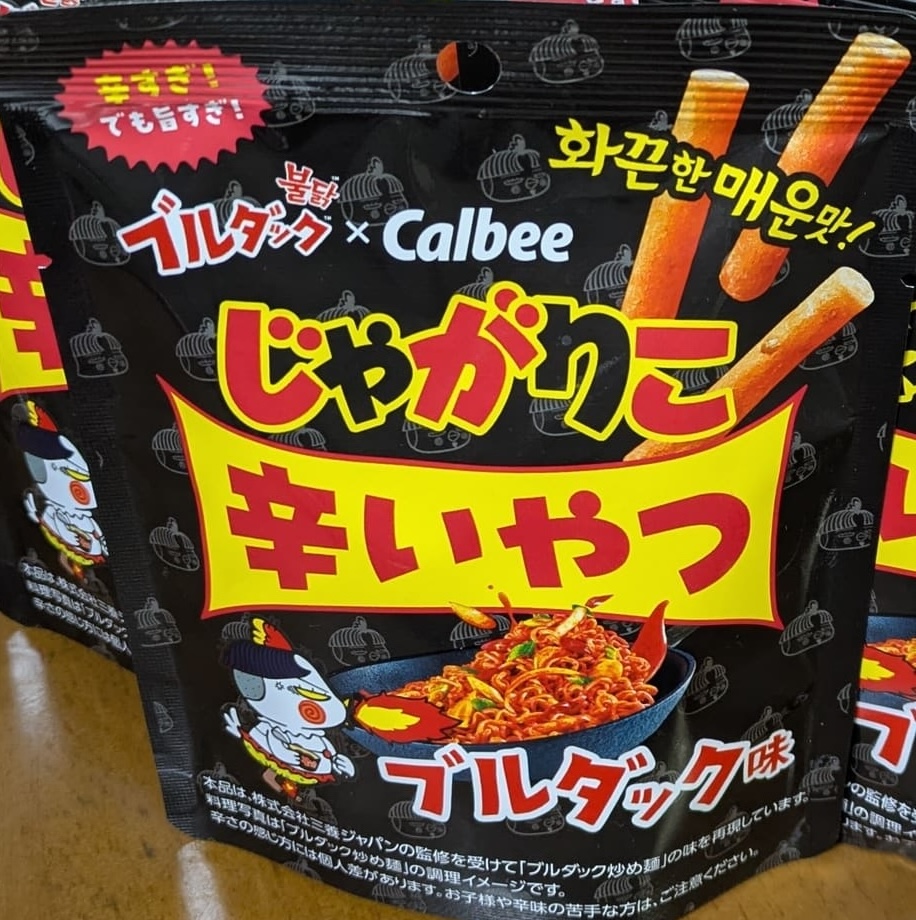 辛すぎ!
でも旨すぎ!
불닭™
ブルダック™ × Calbee
화끈한 매운맛!
じゃがりこ
辛いやつ
ブルダック味
本品は、株式会社三養ジャパンの監修を受けて「ブルダック炒め麺」の味を再現しています。
料理写真は「ブルダック炒め麺」の調理イメージです。
辛さの感じ方には個人差があります。お子様や辛味の苦手な方は、ご注意ください。